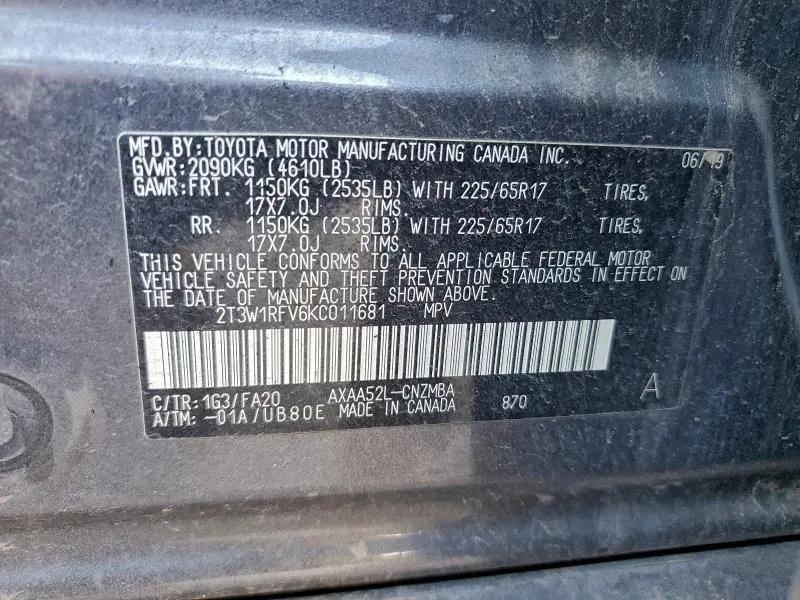 MFD.BY:TOYOTA MOTOR MANUFACTURING CANADA INC. 06/19
GVWR:2090KG (4610LB)
GAWR:FRT. 1150KG (2535LB) WITH 225/65R17 TIRES,
17X7.0J RIMS.
RR. 1150KG (2535LB) WITH 225/65R17 TIRES,
17X7.0J RIMS.
THIS VEHICLE CONFORMS TO ALL APPLICABLE FEDERAL MOTOR
VEHICLE SAFETY AND THEFT PREVENTION STANDARDS IN EFFECT ON
THE DATE OF MANUFACTURE SHOWN ABOVE.
2T3W1RFV6KC011681 MPV
C/TR:1G3/FA20 AXAA52L-CNZMBA 870 A
A/TM:-01A/UB80E MADE IN CANADA